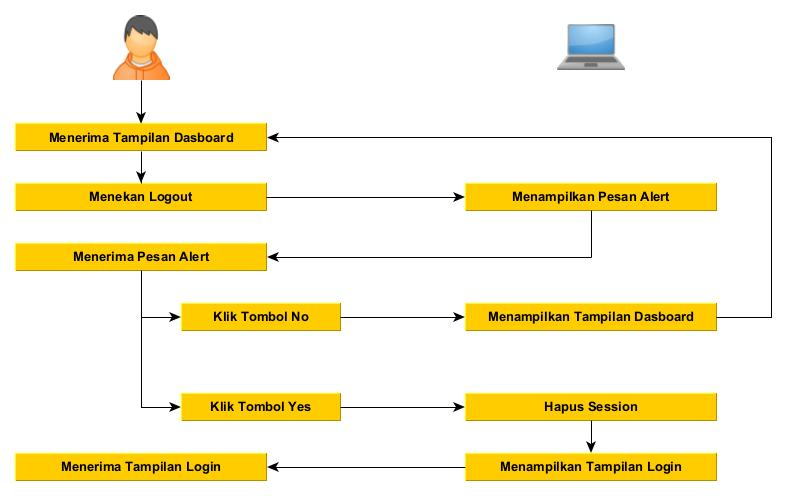 Menerima Tampilan Dasboard
Menekan Logout
Menampilkan Pesan Alert
Menerima Pesan Alert
Klik Tombol No
Menampilkan Tampilan Dasboard
Klik Tombol Yes
Hapus Session
Menerima Tampilan Login
Menampilkan Tampilan Login